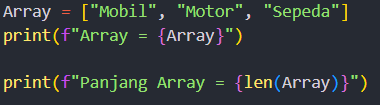 Array = ["Mobil", "Motor", "Sepeda"]
print(f"Array = {Array}")
print(f"Panjang Array = {len(Array)}")